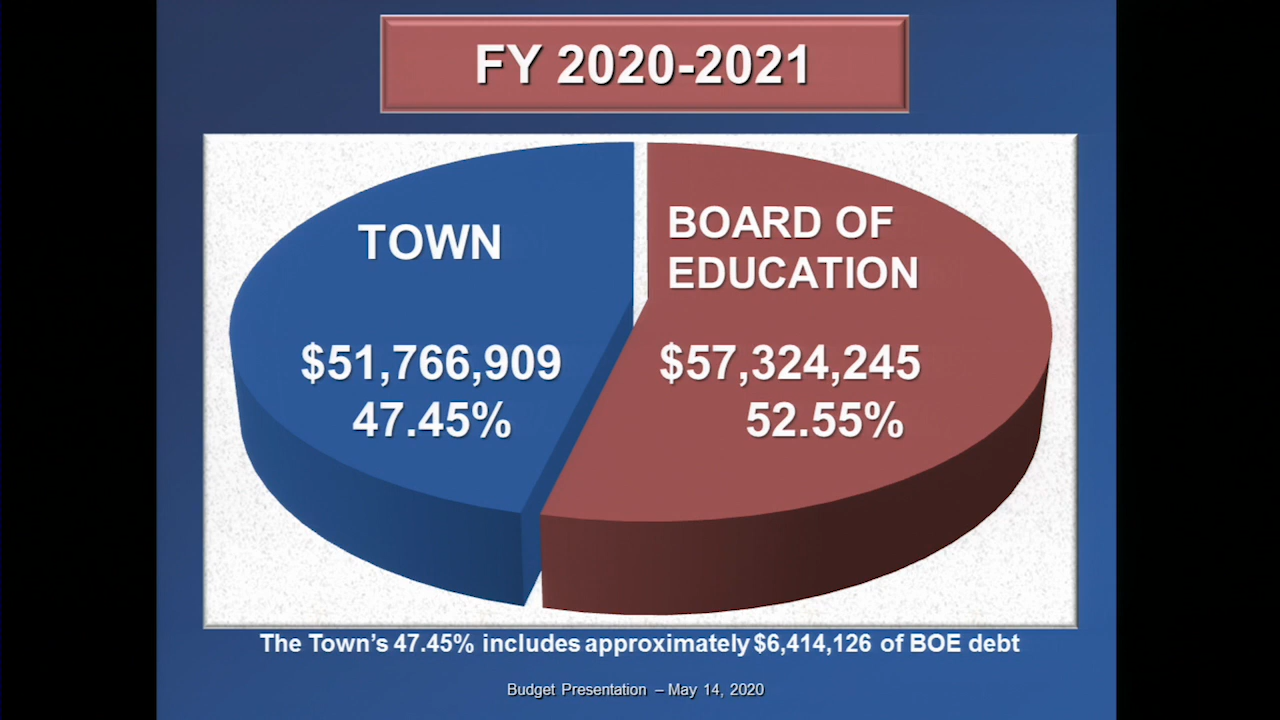 FY 2020-2021
TOWN
$51,766,909
47.45%
BOARD OF
EDUCATION
$57,324,245
52.55%
The Town's 47.45% includes approximately $6,414,126 of BOE debt
Budget Presentation – May 14, 2020